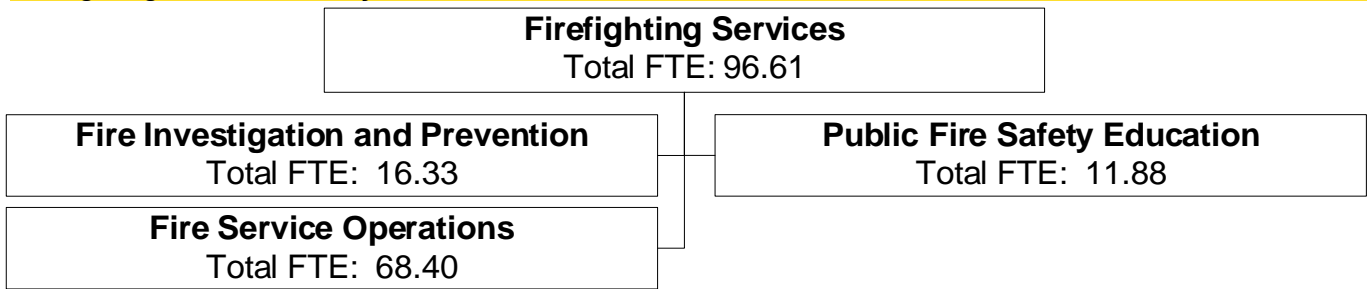 Firefighting Services
Total FTE: 96.61
Fire Investigation and Prevention
Total FTE: 16.33
Public Fire Safety Education
Total FTE: 11.88
Fire Service Operations
Total FTE: 68.40